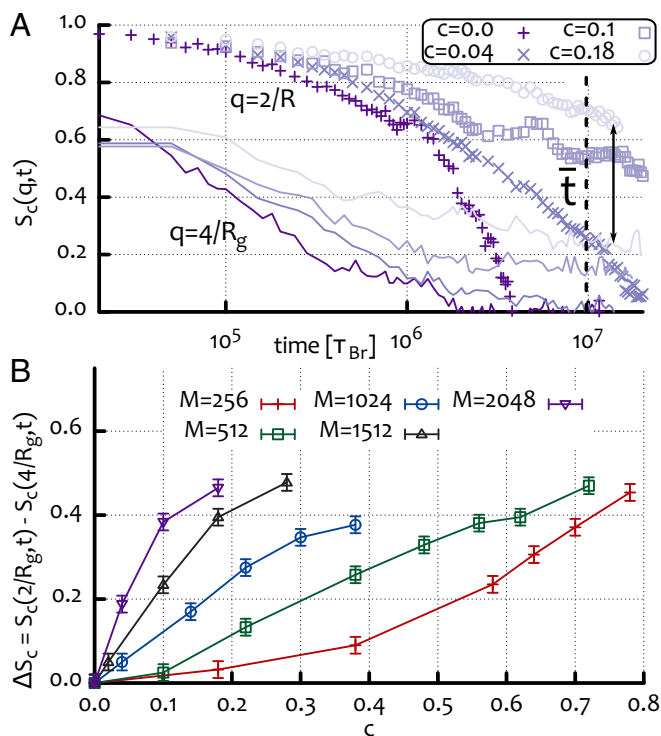 A
c=0.0 c=0.1
c=0.04 c=0.18
1.0
0.8
0.6
0.4
0.2
0.0
S_c(q,t)
q=2/R
q=4/R_g
t̄
10^5 10^6 10^7
time [τ_Br]
B
M=256 M=1024 M=2048
M=512 M=1512
0.6
0.4
0.2
0.0
ΔS_c = S_c(2/R_g,t) - S_c(4/R_g,t)
0.0 0.1 0.2 0.3 0.4 0.5 0.6 0.7 0.8
c